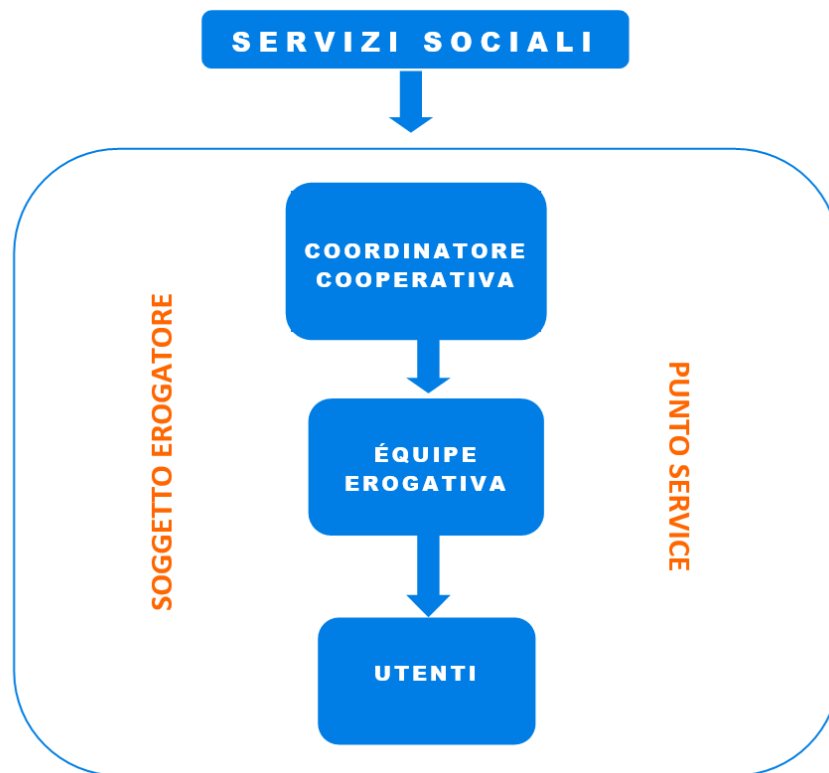 SERVIZI SOCIALI
COORDINATORE
COOPERATIVA
SOGGETTO EROGATORE
PUNTO SERVICE
ÉQUIPE
EROGATIVA
UTENTI